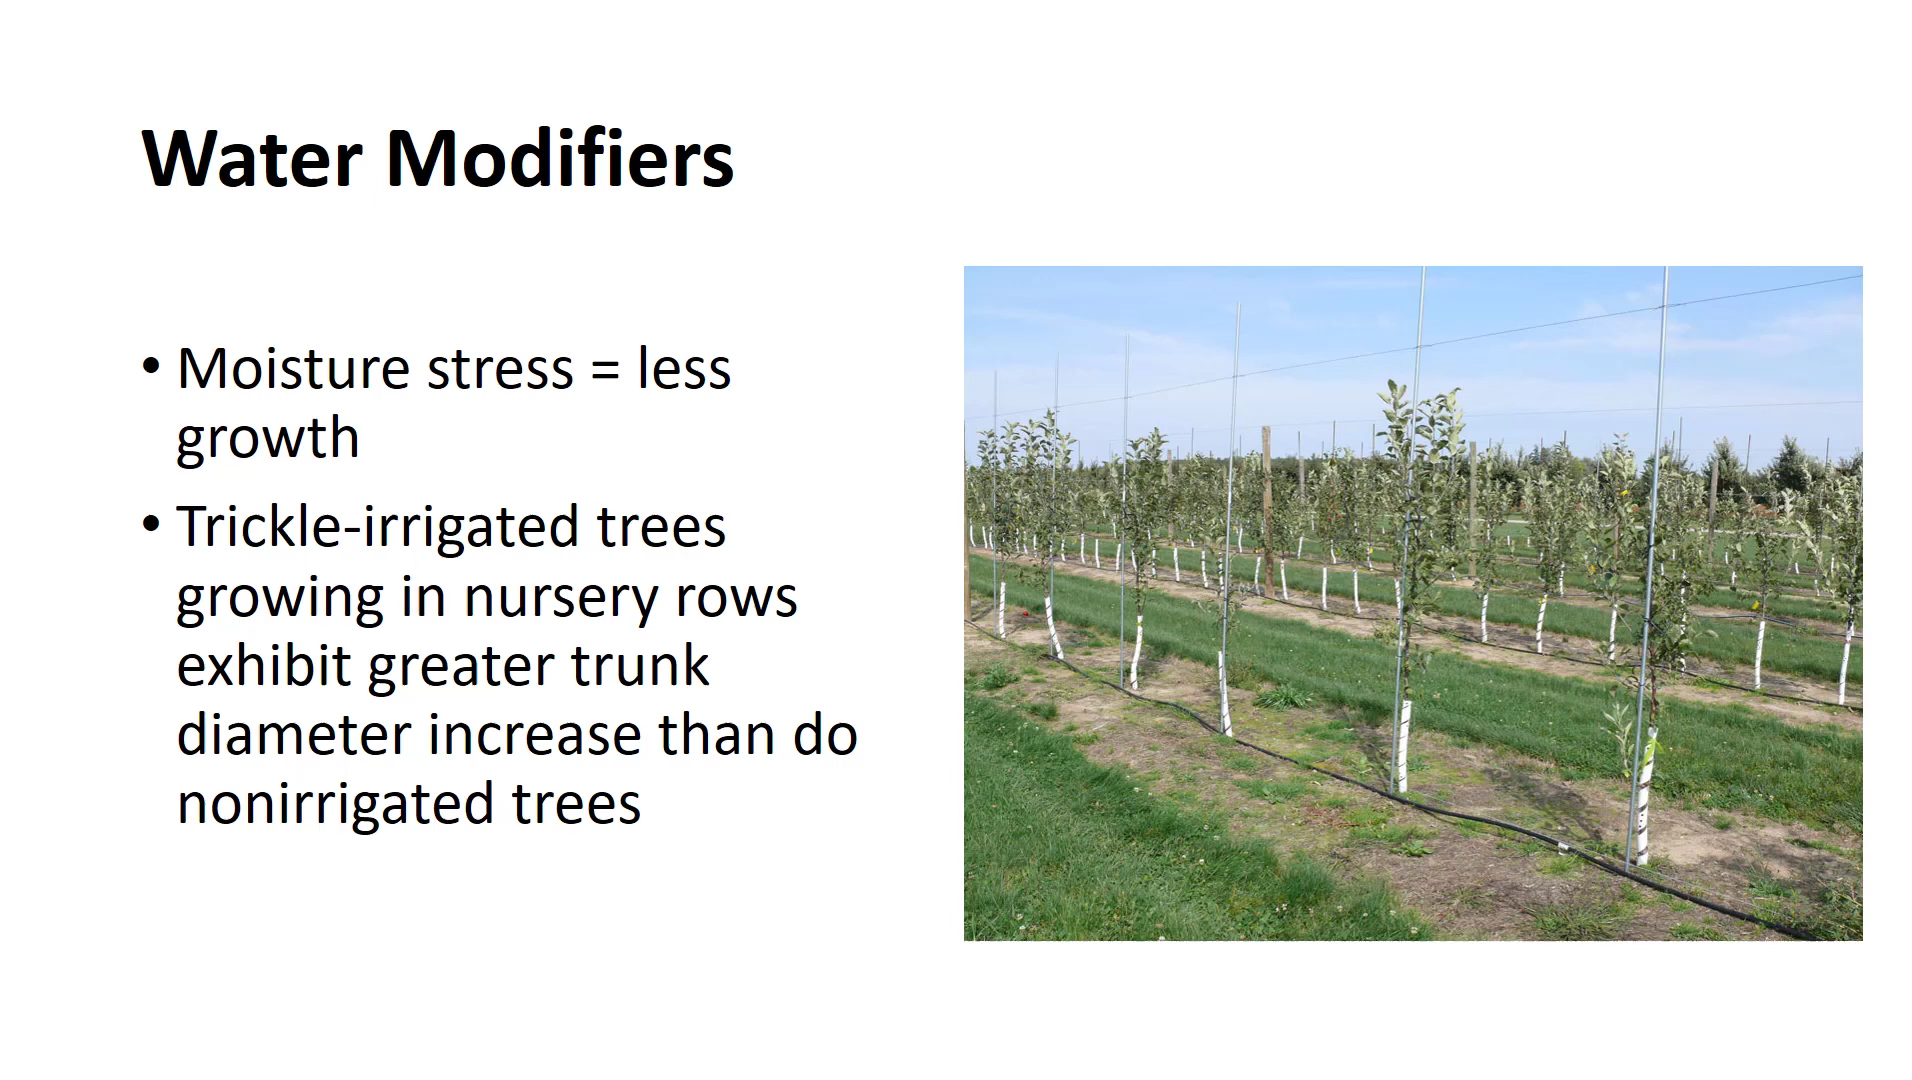 Water Modifiers
• Moisture stress = less
growth
• Trickle-irrigated trees
growing in nursery rows
exhibit greater trunk
diameter increase than do
nonirrigated trees